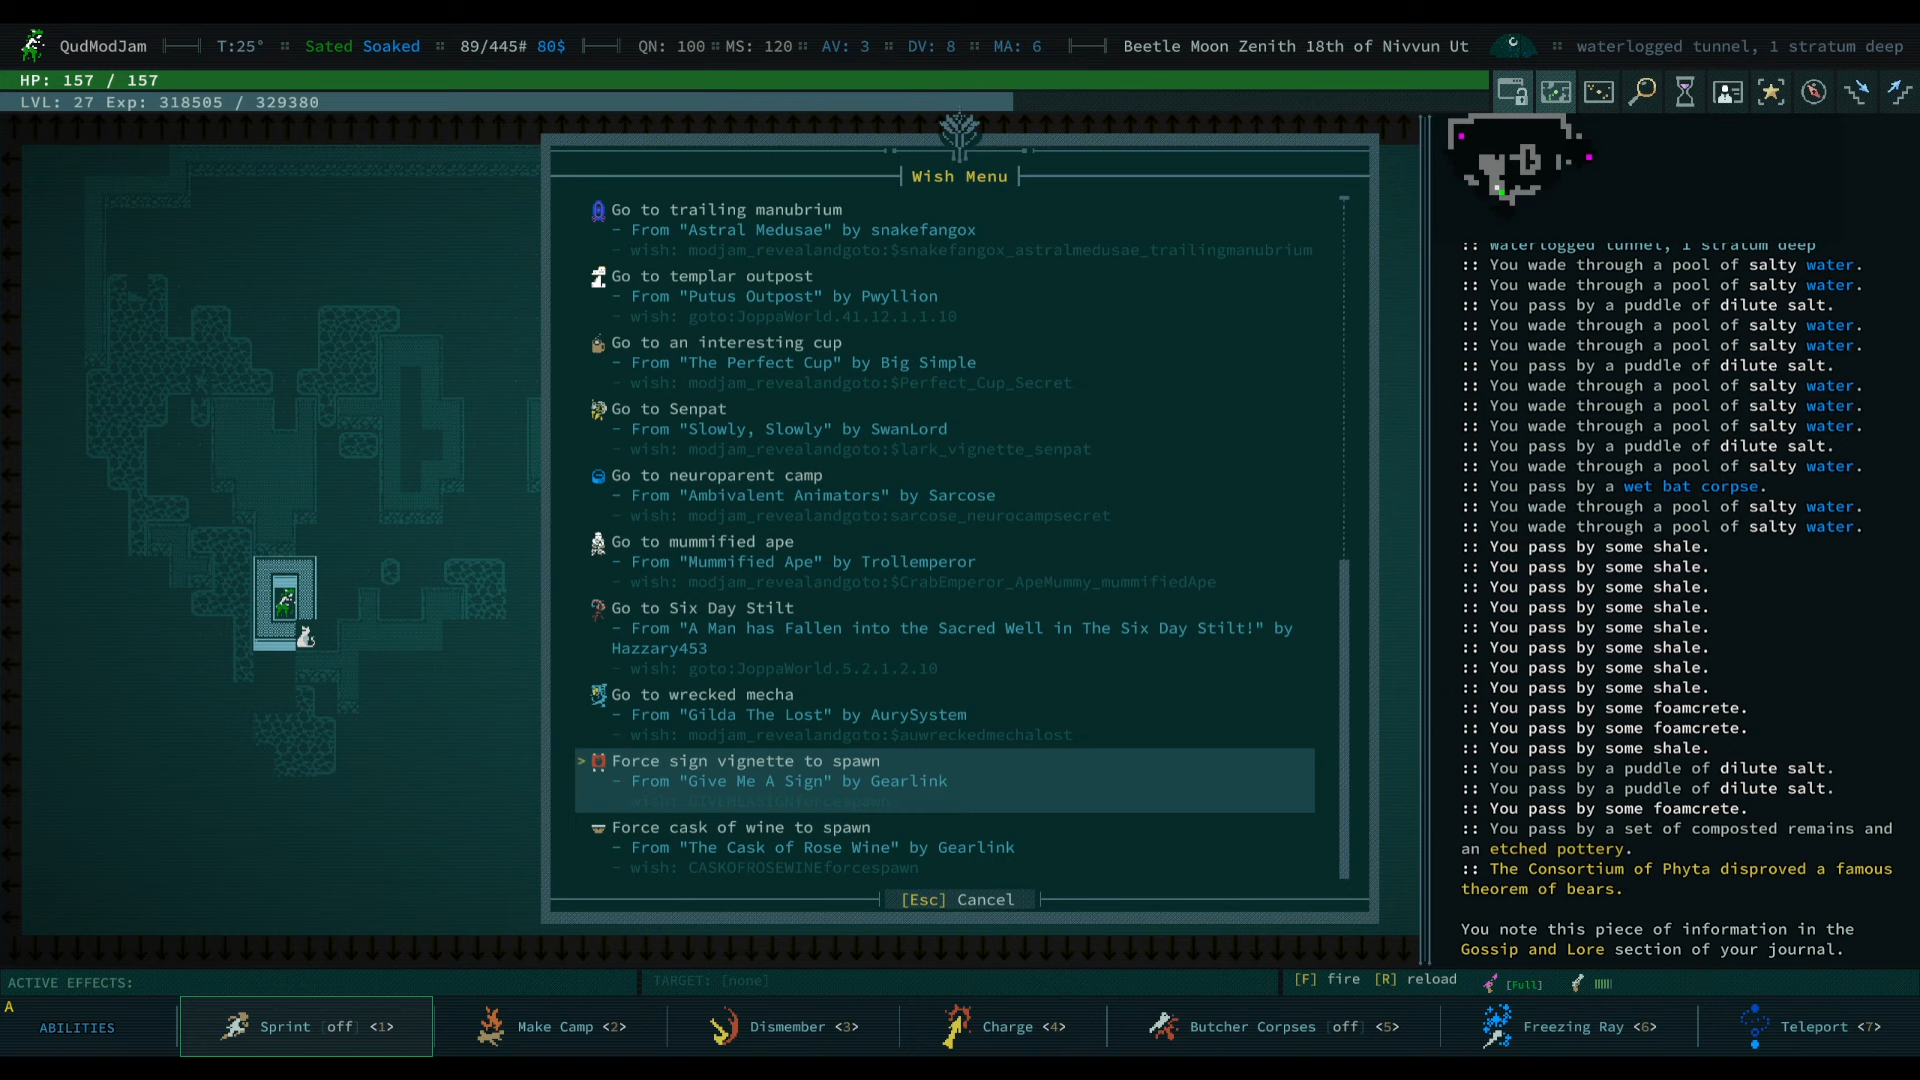 QudModJam T:25° :: Sated Soaked :: 89/445# 80$ QN: 100 :: MS: 120 :: AV: 3 :: DV: 8 :: MA: 6 Beetle Moon Zenith 18th of Nivvun Ut :: waterlogged tunnel, 1 stratum deep
HP: 157 / 157
LVL: 27 Exp: 318505 / 329380
Wish Menu
Go to trailing manubrium
- From "Astral Medusae" by snakefangox
- wish: modjam_revealandgoto:$snakefangox_astralmedusae_trailingmanubrium
Go to templar outpost
- From "Putus Outpost" by Pwyllion
- wish: goto:JoppaWorld.41.12.1.1.10
Go to an interesting cup
- From "The Perfect Cup" by Big Simple
- wish: modjam_revealandgoto:$Perfect_Cup_Secret
Go to Senpat
- From "Slowly, Slowly" by SwanLord
- wish: modjam_revealandgoto:$lark_vignette_senpat
Go to neuroparent camp
- From "Ambivalent Animators" by Sarcose
- wish: modjam_revealandgoto:sarcose_neurocampsecret
Go to mummified ape
- From "Mummified Ape" by Trollemperor
- wish: modjam_revealandgoto:$CrabEmperor_ApeMummy_mummifiedApe
Go to Six Day Stilt
- From "A Man has Fallen into the Sacred Well in The Six Day Stilt!" by
Hazzary453
- wish: goto:JoppaWorld.5.2.1.2.10
Go to wrecked mecha
- From "Gilda The Lost" by AurySystem
- wish: modjam_revealandgoto:$auwreckedmechalost
> Force sign vignette to spawn
- From "Give Me A Sign" by Gearlink
- wish: GIVEMEASIGNforcespawn
Force cask of wine to spawn
- From "The Cask of Rose Wine" by Gearlink
- wish: CASKOFROSEWINEforcespawn
[Esc] Cancel
:: waterlogged tunnel, 1 stratum deep
:: You wade through a pool of salty water.
:: You wade through a pool of salty water.
:: You pass by a puddle of dilute salt.
:: You wade through a pool of salty water.
:: You wade through a pool of salty water.
:: You pass by a puddle of dilute salt.
:: You wade through a pool of salty water.
:: You wade through a pool of salty water.
:: You wade through a pool of salty water.
:: You pass by a puddle of dilute salt.
:: You wade through a pool of salty water.
:: You pass by a wet bat corpse.
:: You wade through a pool of salty water.
:: You wade through a pool of salty water.
:: You pass by some shale.
:: You pass by some shale.
:: You pass by some shale.
:: You pass by some shale.
:: You pass by some shale.
:: You pass by some shale.
:: You pass by some shale.
:: You pass by some shale.
:: You pass by some foamcrete.
:: You pass by some foamcrete.
:: You pass by some shale.
:: You pass by a puddle of dilute salt.
:: You pass by a puddle of dilute salt.
:: You pass by some foamcrete.
:: You pass by a set of composted remains and
an etched pottery.
:: The Consortium of Phyta disproved a famous
theorem of bears.
You note this piece of information in the
Gossip and Lore section of your journal.
ACTIVE EFFECTS: TARGET: [none] [F] fire [R] reload [Full]
A
ABILITIES Sprint [off] <1> Make Camp <2> Dismember <3> Charge <4> Butcher Corpses [off] <5> Freezing Ray <6> Teleport <7>